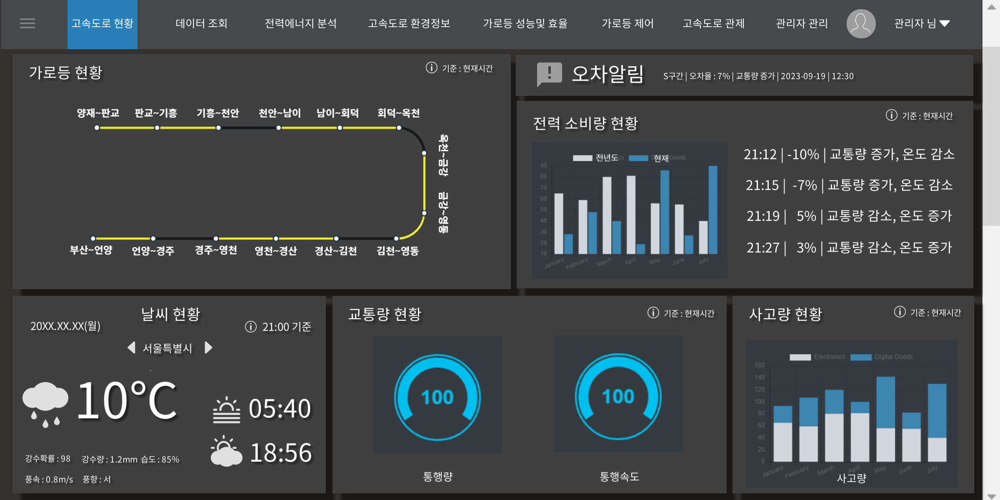 고속도로 현황 데이터 조회 전력에너지 분석 고속도로 환경정보 가로등 성능및 효율 가로등 제어 고속도로 관제 관리자 관리 관리자 님
가로등 현황
기준 : 현재시간
양재~판교 판교~기흥 기흥~천안 천안~남이 남이~회덕 회덕~옥천
옥천~금강
금강~영동
부산~언양 언양~경주 경주~영천 영천~경산 경산~김천 김천~영동
오차알림 S구간 | 오차율 : 7% | 교통량 증가 | 2023-09-19 | 12:30
전력 소비량 현황
기준 : 현재시간
전년도 현재 Goods
90
80
70
60
50
40
30
20
10
January February March April May June July
21:12 | -10% | 교통량 증가, 온도 감소
21:15 | -7% | 교통량 증가, 온도 감소
21:19 | 5% | 교통량 감소, 온도 증가
21:27 | 3% | 교통량 감소, 온도 증가
날씨 현황
20XX.XX.XX(월)
21:00 기준
서울특별시
10°C
05:40
18:56
강수확률 : 98 강수량 : 1.2mm 습도 : 85%
풍속 : 0.8m/s 풍향 : 서
교통량 현황
기준 : 현재시간
100 100
통행량 통행속도
사고량 현황
기준 : 현재시간
Electronics Digital Goods
160
140
120
100
80
60
40
20
0
January February March April May June July
사고량